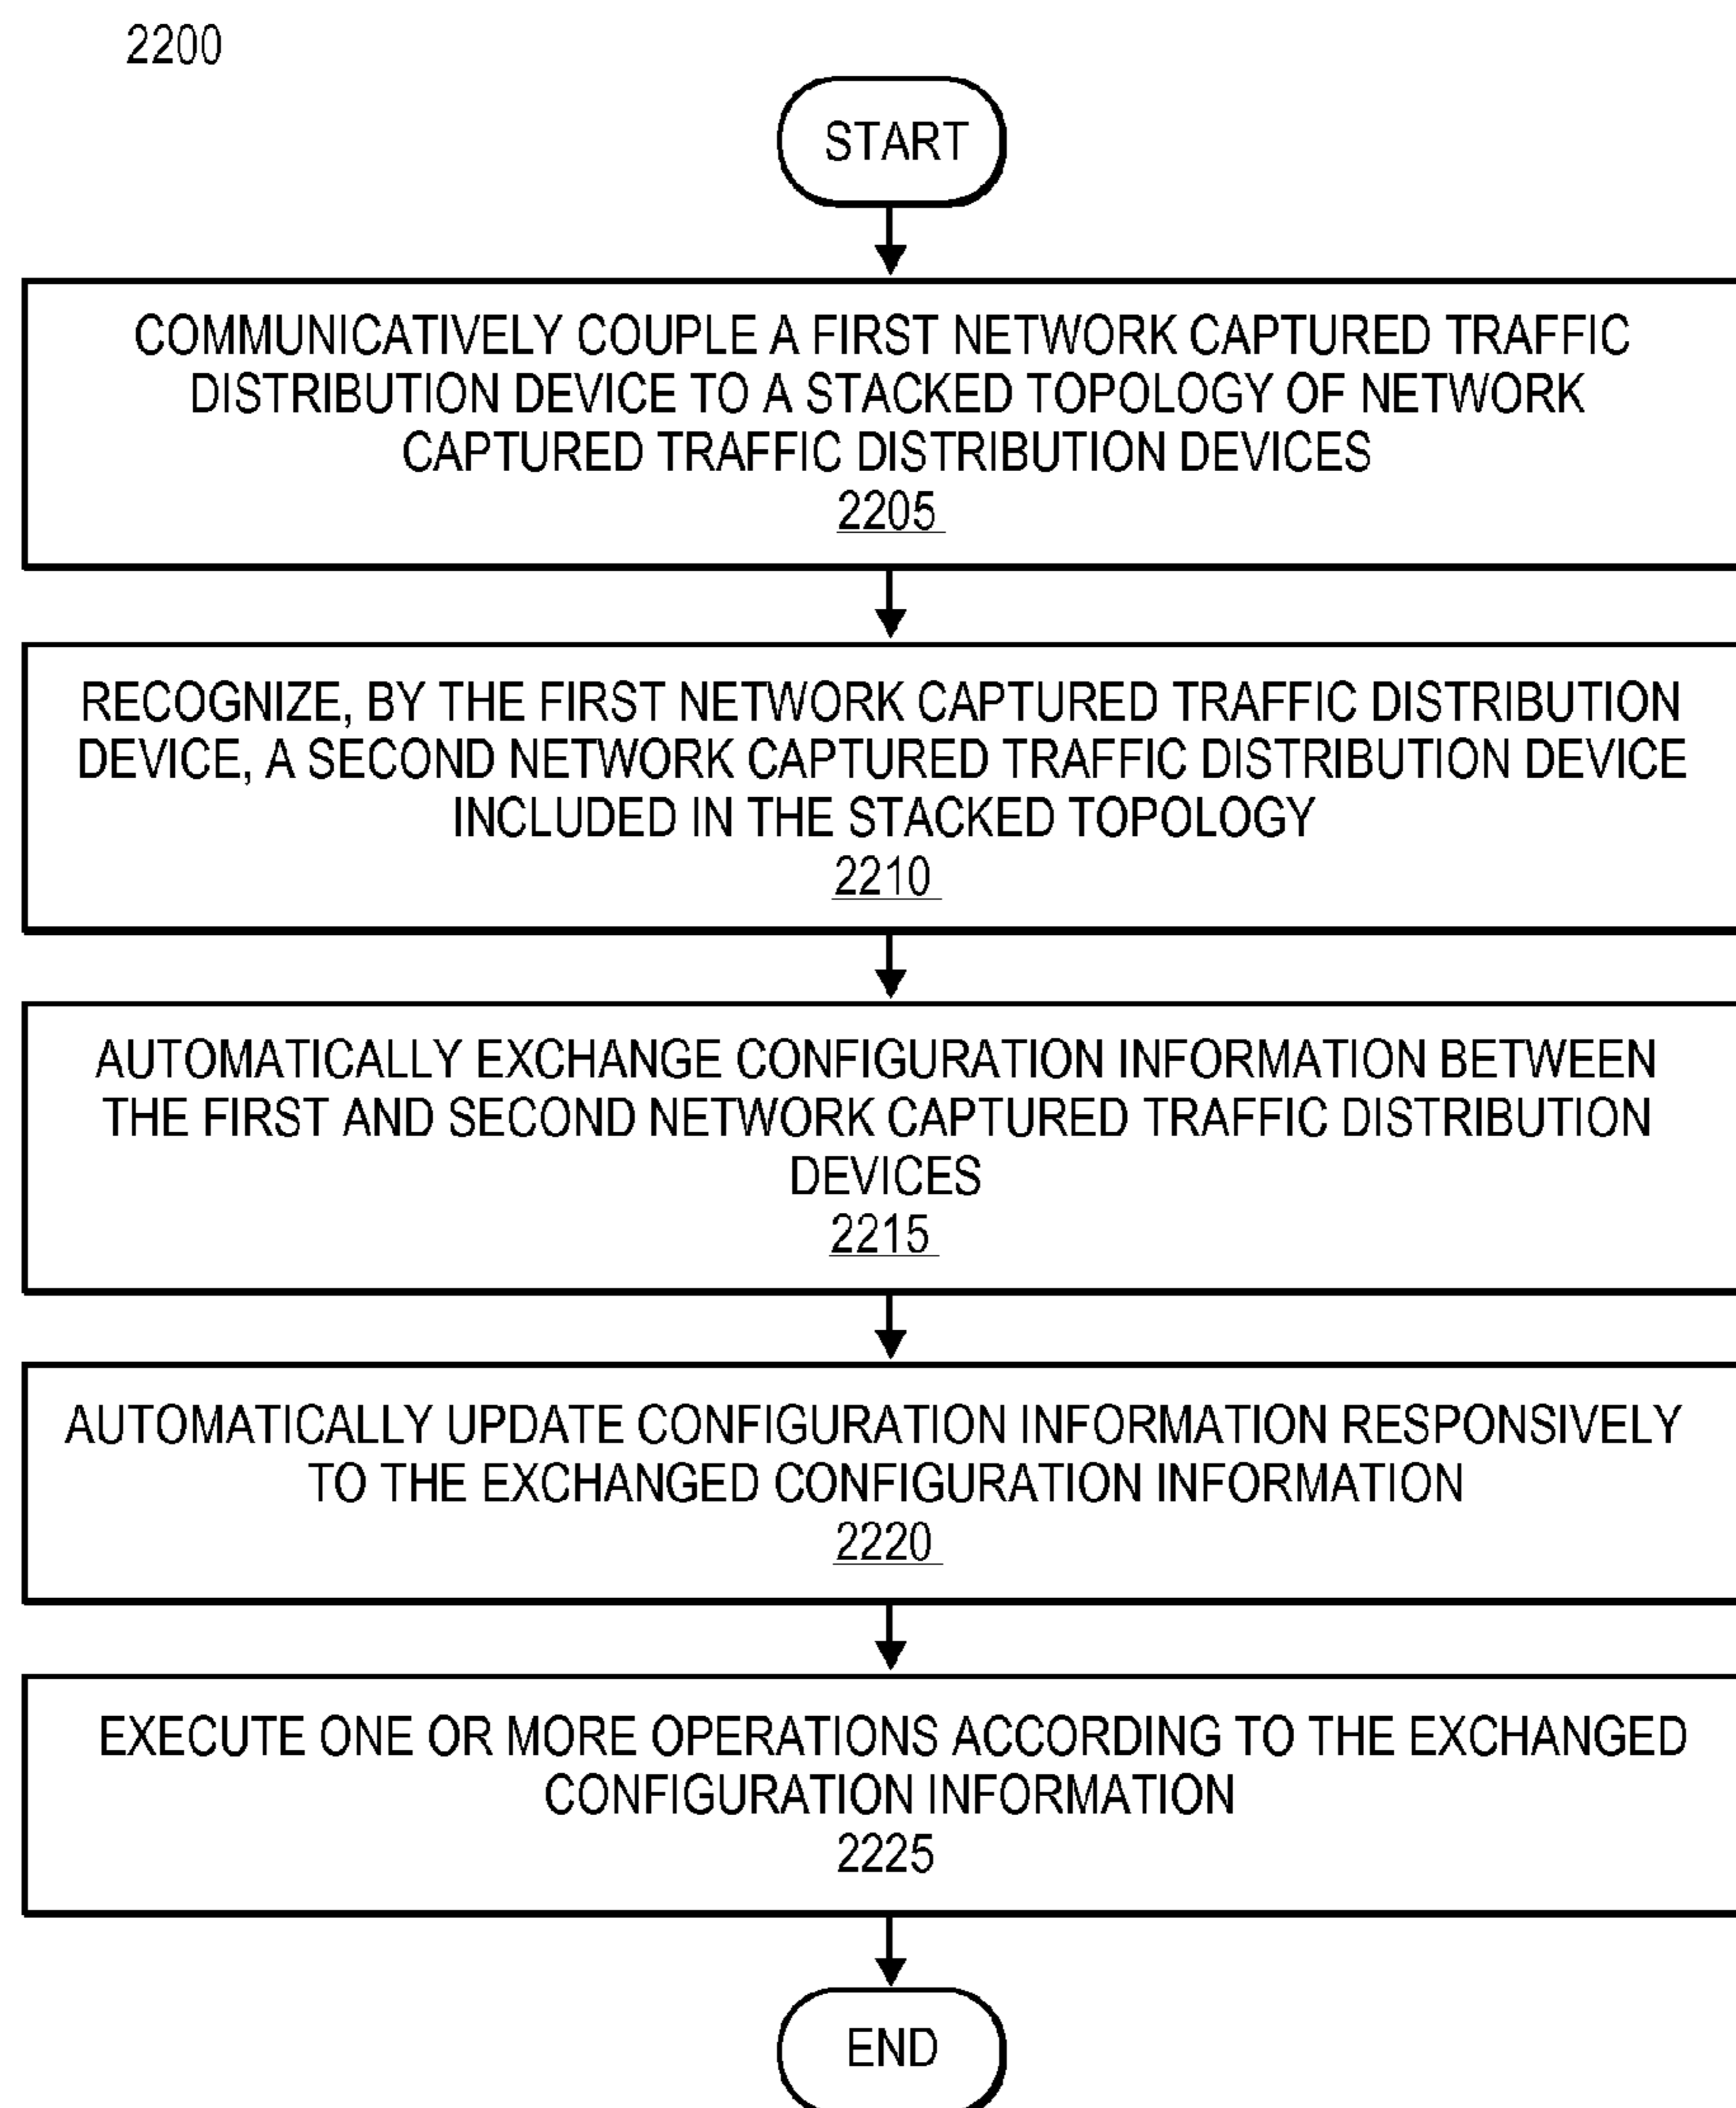 2200
START
COMMUNICATIVELY COUPLE A FIRST NETWORK CAPTURED TRAFFIC
DISTRIBUTION DEVICE TO A STACKED TOPOLOGY OF NETWORK
CAPTURED TRAFFIC DISTRIBUTION DEVICES
2205
RECOGNIZE, BY THE FIRST NETWORK CAPTURED TRAFFIC DISTRIBUTION
DEVICE, A SECOND NETWORK CAPTURED TRAFFIC DISTRIBUTION DEVICE
INCLUDED IN THE STACKED TOPOLOGY
2210
AUTOMATICALLY EXCHANGE CONFIGURATION INFORMATION BETWEEN
THE FIRST AND SECOND NETWORK CAPTURED TRAFFIC DISTRIBUTION
DEVICES
2215
AUTOMATICALLY UPDATE CONFIGURATION INFORMATION RESPONSIVELY
TO THE EXCHANGED CONFIGURATION INFORMATION
2220
EXECUTE ONE OR MORE OPERATIONS ACCORDING TO THE EXCHANGED
CONFIGURATION INFORMATION
2225
END